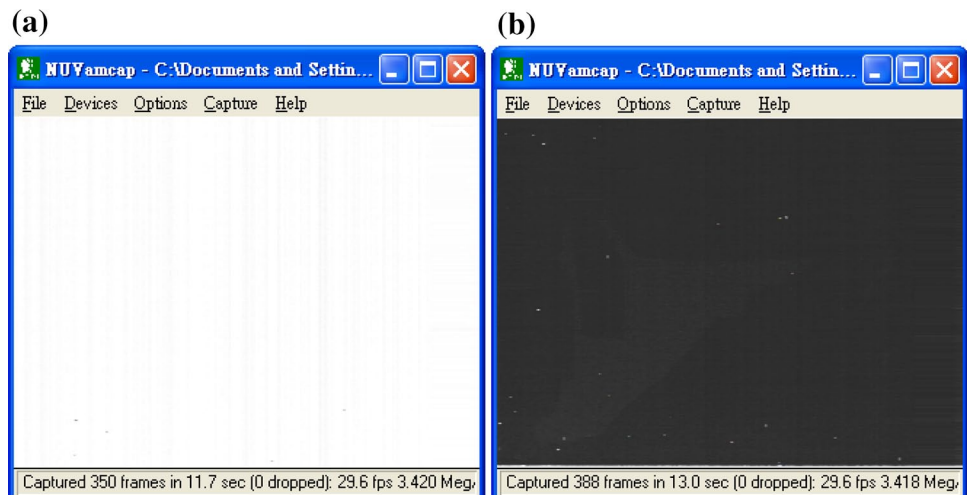 (a)
NUVamcap - C:\Documents and Settin...
File Devices Options Capture Help
Captured 350 frames in 11.7 sec (0 dropped): 29.6 fps 3.420 Meg
(b)
NUVamcap - C:\Documents and Settin...
File Devices Options Capture Help
Captured 388 frames in 13.0 sec (0 dropped): 29.6 fps 3.418 Meg